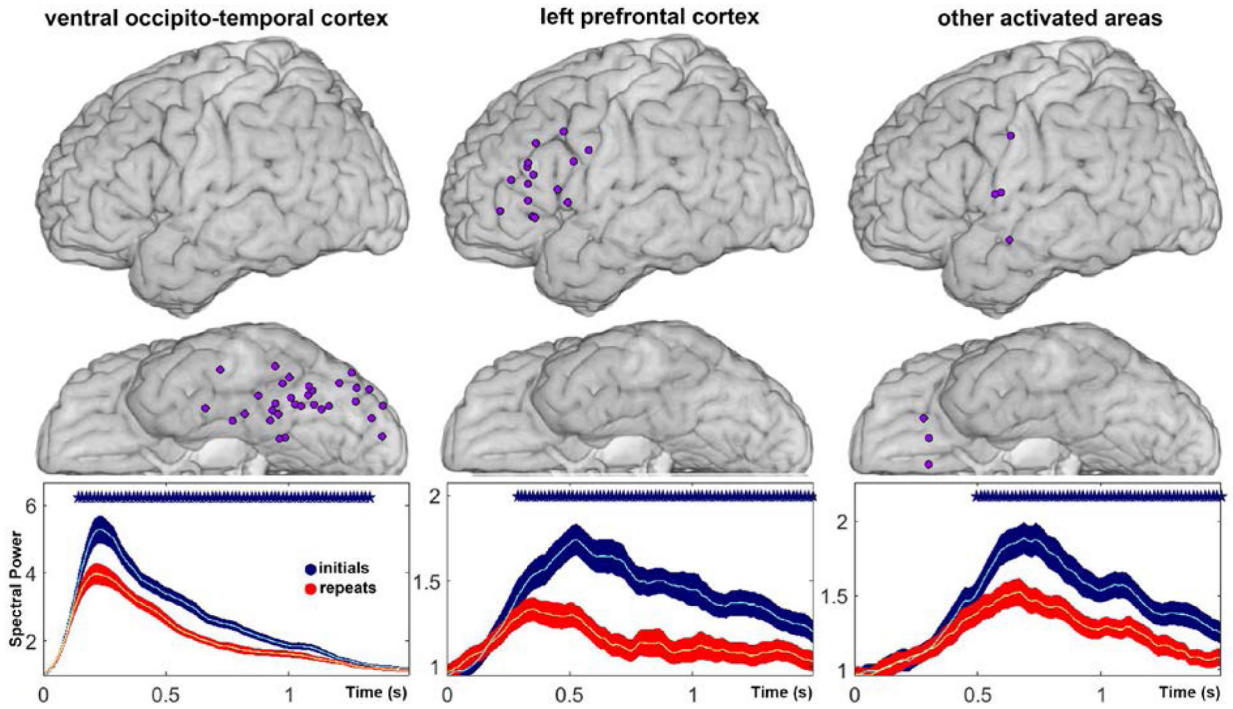 ventral occipito-temporal cortex
left prefrontal cortex
other activated areas
6
4
2
Spectral Power
initials
repeats
0
0.5
1
Time (s)
2
1.5
1
0
0.5
1
Time (s)
2
1.5
1
0
0.5
1
Time (s)